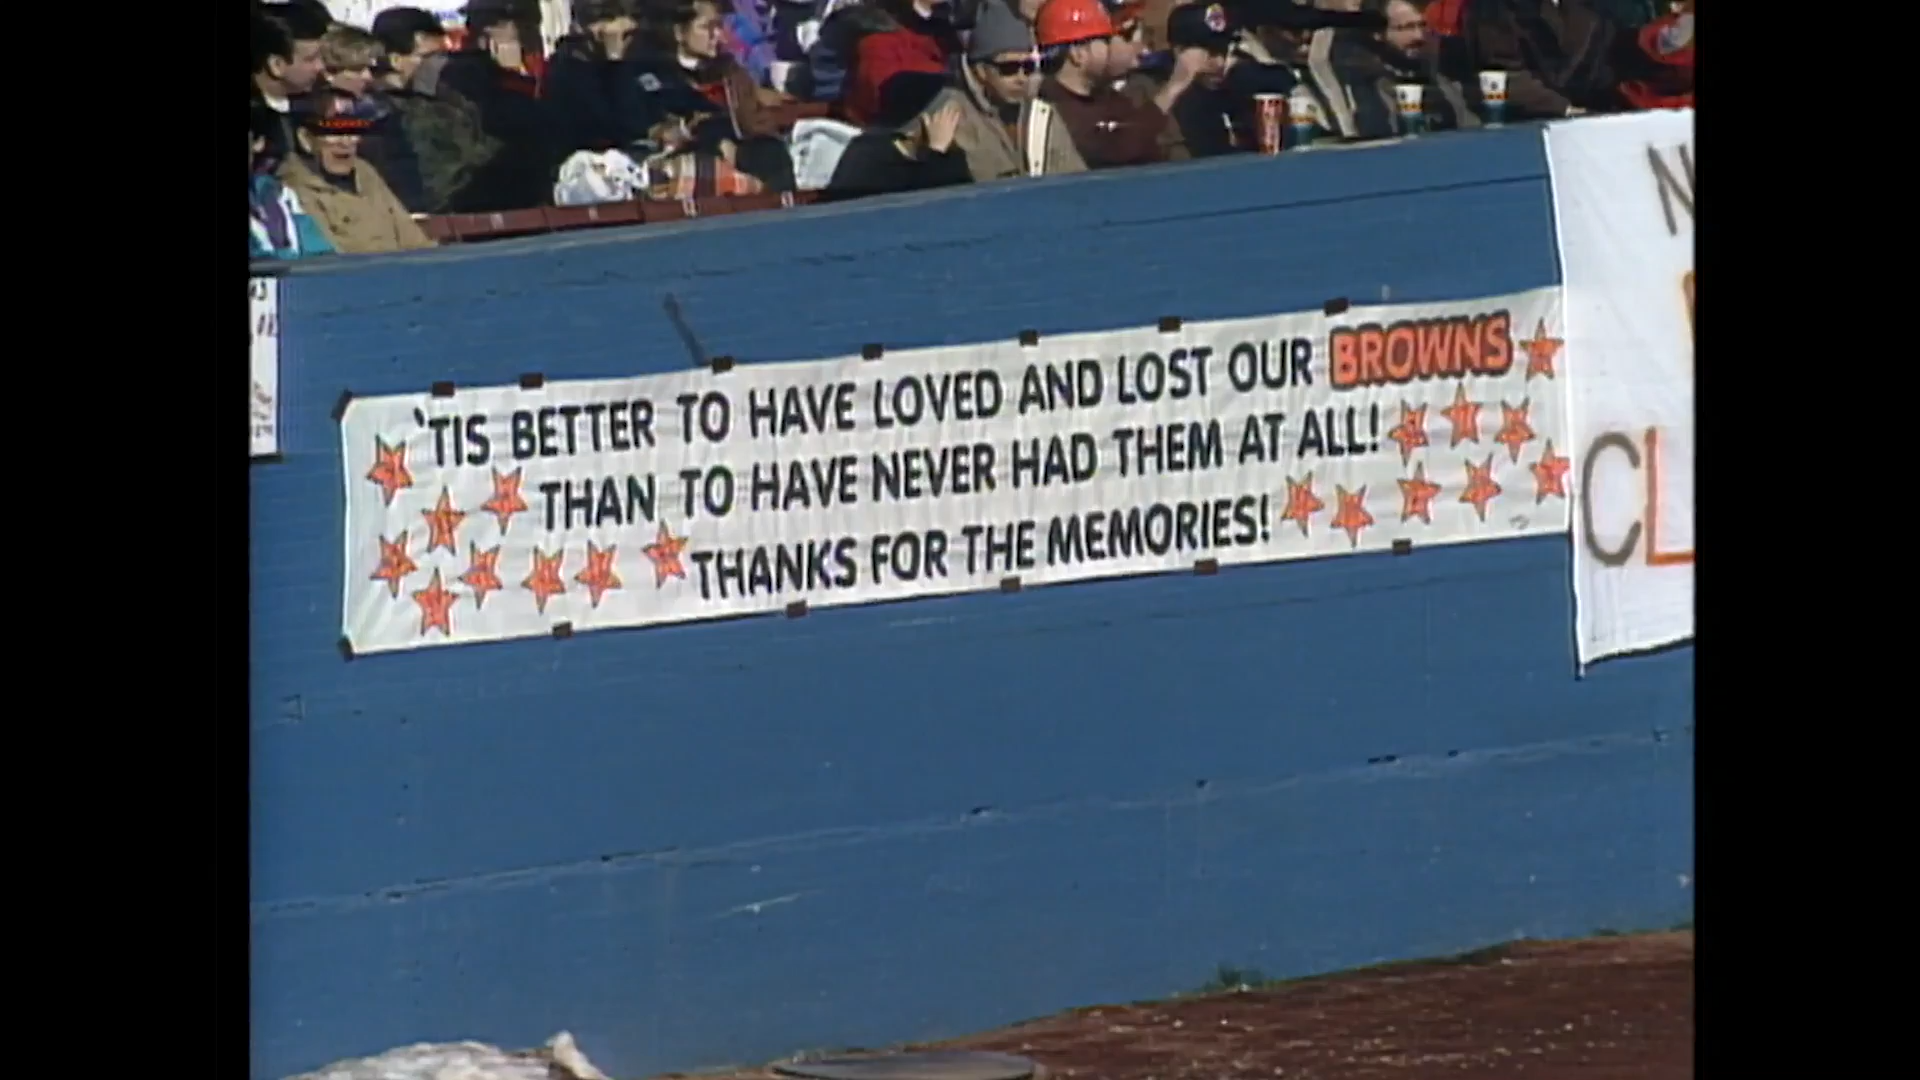 'TIS BETTER TO HAVE LOVED AND LOST OUR BROWNS
THAN TO HAVE NEVER HAD THEM AT ALL!
THANKS FOR THE MEMORIES!
N
CL